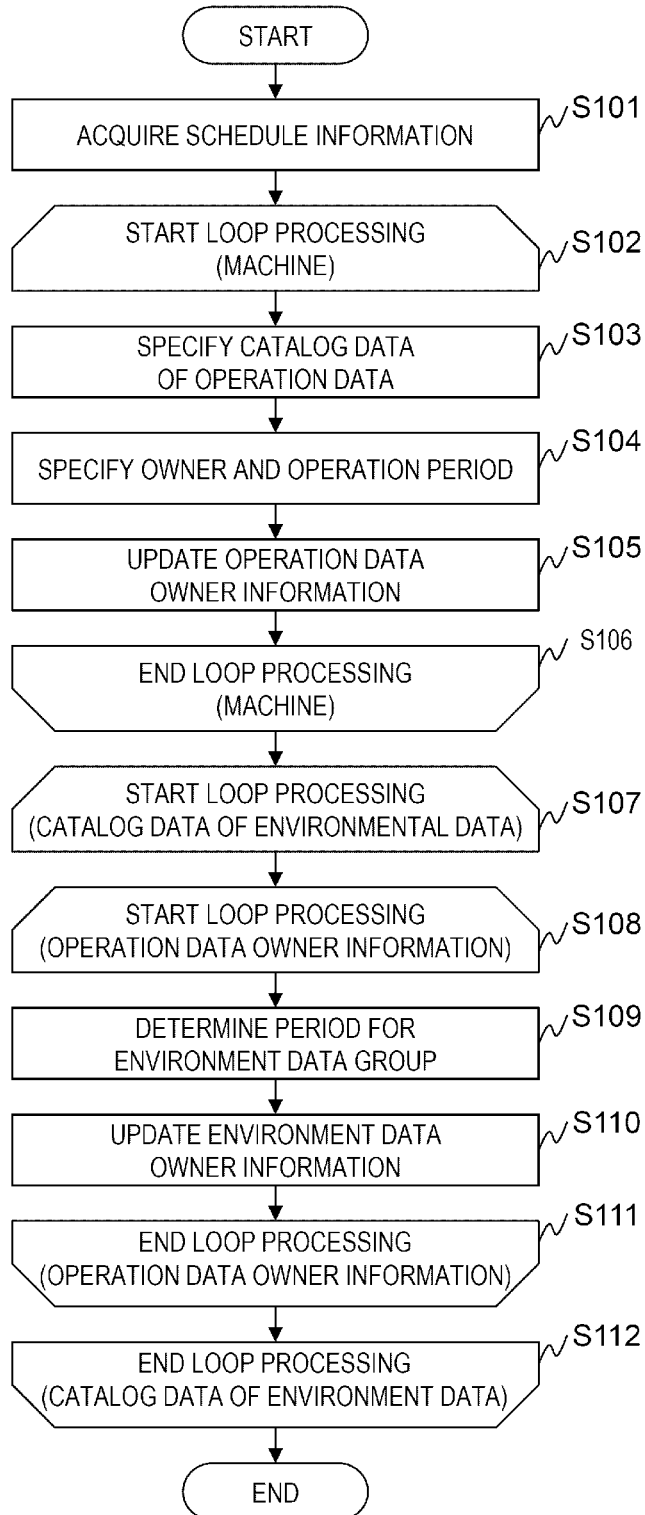 START
ACQUIRE SCHEDULE INFORMATION
S101
START LOOP PROCESSING
(MACHINE)
S102
SPECIFY CATALOG DATA
OF OPERATION DATA
S103
SPECIFY OWNER AND OPERATION PERIOD
S104
UPDATE OPERATION DATA
OWNER INFORMATION
S105
END LOOP PROCESSING
(MACHINE)
S106
START LOOP PROCESSING
(CATALOG DATA OF ENVIRONMENTAL DATA)
S107
START LOOP PROCESSING
(OPERATION DATA OWNER INFORMATION)
S108
DETERMINE PERIOD FOR
ENVIRONMENT DATA GROUP
S109
UPDATE ENVIRONMENT DATA
OWNER INFORMATION
S110
END LOOP PROCESSING
(OPERATION DATA OWNER INFORMATION)
S111
END LOOP PROCESSING
(CATALOG DATA OF ENVIRONMENT DATA)
S112
END